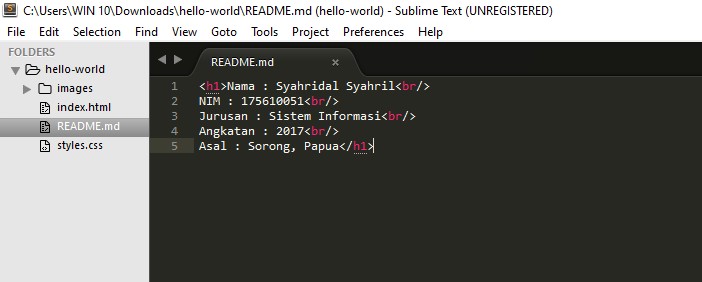 C:\Users\WIN 10\Downloads\hello-world\README.md (hello-world) - Sublime Text (UNREGISTERED)
File Edit Selection Find View Goto Tools Project Preferences Help
FOLDERS
hello-world
images
index.html
README.md
styles.css
README.md ×
1 <h1>Nama : Syahridal Syahril<br/>
2 NIM : 175610051<br/>
3 Jurusan : Sistem Informasi<br/>
4 Angkatan : 2017<br/>
5 Asal : Sorong, Papua</h1>